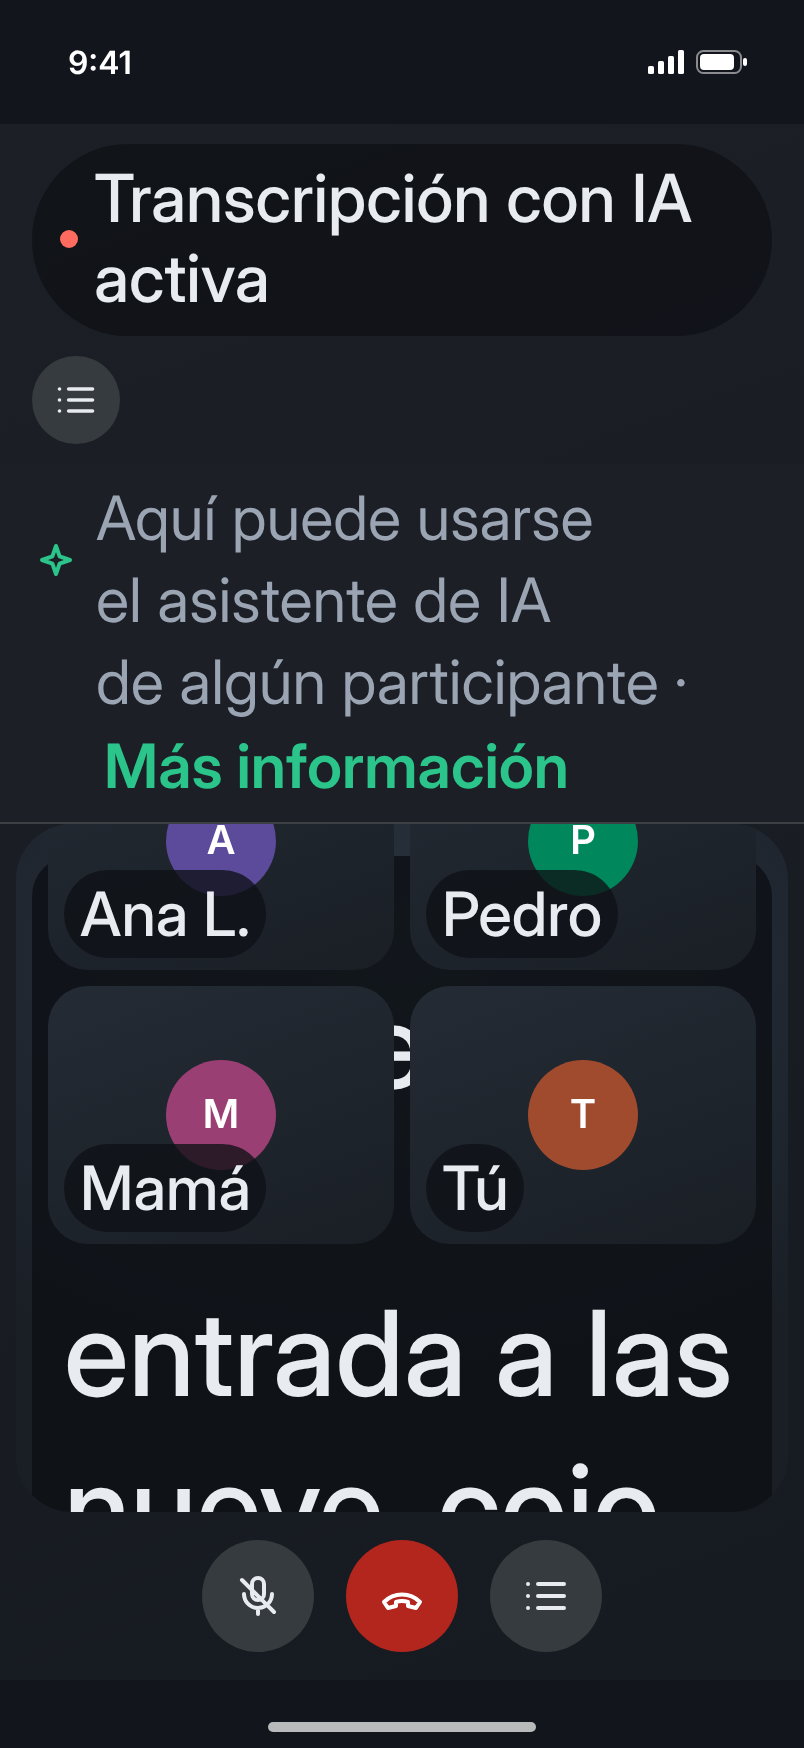 9:41
Transcripción con IA
activa
Aquí puede usarse
el asistente de IA
de algún participante ·
Más información
A
P
Ana L.
Pedro
M
T
Mamá
Tú
entrada a las